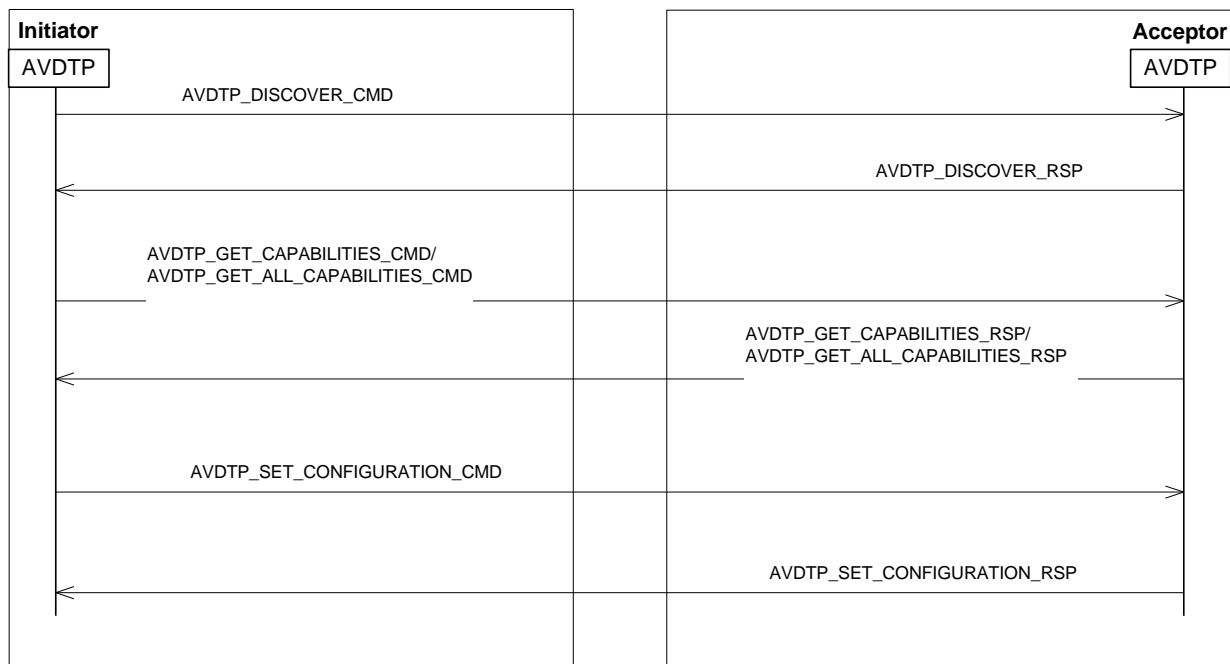 Initiator
Acceptor
AVDTP
AVDTP
AVDTP_DISCOVER_CMD
AVDTP_DISCOVER_RSP
AVDTP_GET_CAPABILITIES_CMD/
AVDTP_GET_ALL_CAPABILITIES_CMD
AVDTP_GET_CAPABILITIES_RSP/
AVDTP_GET_ALL_CAPABILITIES_RSP
AVDTP_SET_CONFIGURATION_CMD
AVDTP_SET_CONFIGURATION_RSP